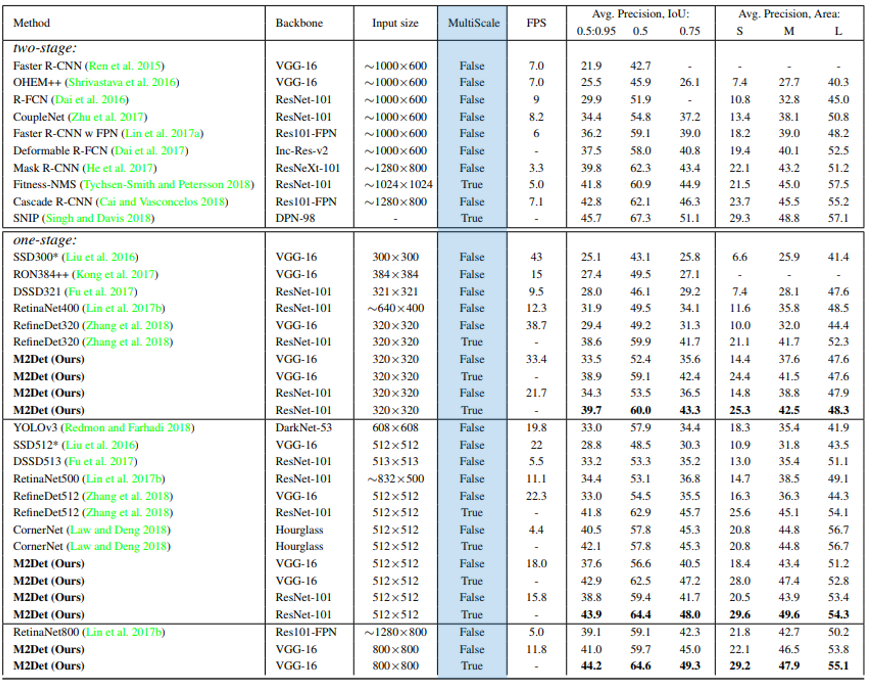 Method Backbone Input size MultiScale FPS Avg. Precision, IoU: Avg. Precision, Area:
0.5:0.95 0.5 0.75 S M L
two-stage:
Faster R-CNN (Ren et al. 2015) VGG-16 ∼1000×600 False 7.0 21.9 42.7 - - - -
OHEM++ (Shrivastava et al. 2016) VGG-16 ∼1000×600 False 7.0 25.5 45.9 26.1 7.4 27.7 40.3
R-FCN (Dai et al. 2016) ResNet-101 ∼1000×600 False 9 29.9 51.9 - 10.8 32.8 45.0
CoupleNet (Zhu et al. 2017) ResNet-101 ∼1000×600 False 8.2 34.4 54.8 37.2 13.4 38.1 50.8
Faster R-CNN w FPN (Lin et al. 2017a) Res101-FPN ∼1000×600 False 6 36.2 59.1 39.0 18.2 39.0 48.2
Deformable R-FCN (Dai et al. 2017) Inc-Res-v2 ∼1000×600 False - 37.5 58.0 40.8 19.4 40.1 52.5
Mask R-CNN (He et al. 2017) ResNeXt-101 ∼1280×800 False 3.3 39.8 62.3 43.4 22.1 43.2 51.2
Fitness-NMS (Tychsen-Smith and Petersson 2018) ResNet-101 ∼1024×1024 True 5.0 41.8 60.9 44.9 21.5 45.0 57.5
Cascade R-CNN (Cai and Vasconcelos 2018) Res101-FPN ∼1280×800 False 7.1 42.8 62.1 46.3 23.7 45.5 55.2
SNIP (Singh and Davis 2018) DPN-98 - True - 45.7 67.3 51.1 29.3 48.8 57.1
one-stage:
SSD300* (Liu et al. 2016) VGG-16 300×300 False 43 25.1 43.1 25.8 6.6 25.9 41.4
RON384++ (Kong et al. 2017) VGG-16 384×384 False 15 27.4 49.5 27.1 - - -
DSSD321 (Fu et al. 2017) ResNet-101 321×321 False 9.5 28.0 46.1 29.2 7.4 28.1 47.6
RetinaNet400 (Lin et al. 2017b) ResNet-101 ∼640×400 False 12.3 31.9 49.5 34.1 11.6 35.8 48.5
RefineDet320 (Zhang et al. 2018) VGG-16 320×320 False 38.7 29.4 49.2 31.3 10.0 32.0 44.4
RefineDet320 (Zhang et al. 2018) ResNet-101 320×320 True - 38.6 59.9 41.7 21.1 41.7 52.3
M2Det (Ours) VGG-16 320×320 False 33.4 33.5 52.4 35.6 14.4 37.6 47.6
M2Det (Ours) VGG-16 320×320 True - 38.9 59.1 42.4 24.4 41.5 47.6
M2Det (Ours) ResNet-101 320×320 False 21.7 34.3 53.5 36.5 14.8 38.8 47.9
M2Det (Ours) ResNet-101 320×320 True - 39.7 60.0 43.3 25.3 42.5 48.3
YOLOv3 (Redmon and Farhadi 2018) DarkNet-53 608×608 False 19.8 33.0 57.9 34.4 18.3 35.4 41.9
SSD512* (Liu et al. 2016) VGG-16 512×512 False 22 28.8 48.5 30.3 10.9 31.8 43.5
DSSD513 (Fu et al. 2017) ResNet-101 513×513 False 5.5 33.2 53.3 35.2 13.0 35.4 51.1
RetinaNet500 (Lin et al. 2017b) ResNet-101 ∼832×500 False 11.1 34.4 53.1 36.8 14.7 38.5 49.1
RefineDet512 (Zhang et al. 2018) VGG-16 512×512 False 22.3 33.0 54.5 35.5 16.3 36.3 44.3
RefineDet512 (Zhang et al. 2018) ResNet-101 512×512 True - 41.8 62.9 45.7 25.6 45.1 54.1
CornerNet (Law and Deng 2018) Hourglass 512×512 False 4.4 40.5 57.8 45.3 20.8 44.8 56.7
CornerNet (Law and Deng 2018) Hourglass 512×512 True - 42.1 57.8 45.3 20.8 44.8 56.7
M2Det (Ours) VGG-16 512×512 False 18.0 37.6 56.6 40.5 18.4 43.4 51.2
M2Det (Ours) VGG-16 512×512 True - 42.9 62.5 47.2 28.0 47.4 52.8
M2Det (Ours) ResNet-101 512×512 False 15.8 38.8 59.4 41.7 20.5 43.9 53.4
M2Det (Ours) ResNet-101 512×512 True - 43.9 64.4 48.0 29.6 49.6 54.3
RetinaNet800 (Lin et al. 2017b) Res101-FPN ∼1280×800 False 5.0 39.1 59.1 42.3 21.8 42.7 50.2
M2Det (Ours) VGG-16 800×800 False 11.8 41.0 59.7 45.0 22.1 46.5 53.8
M2Det (Ours) VGG-16 800×800 True - 44.2 64.6 49.3 29.2 47.9 55.1